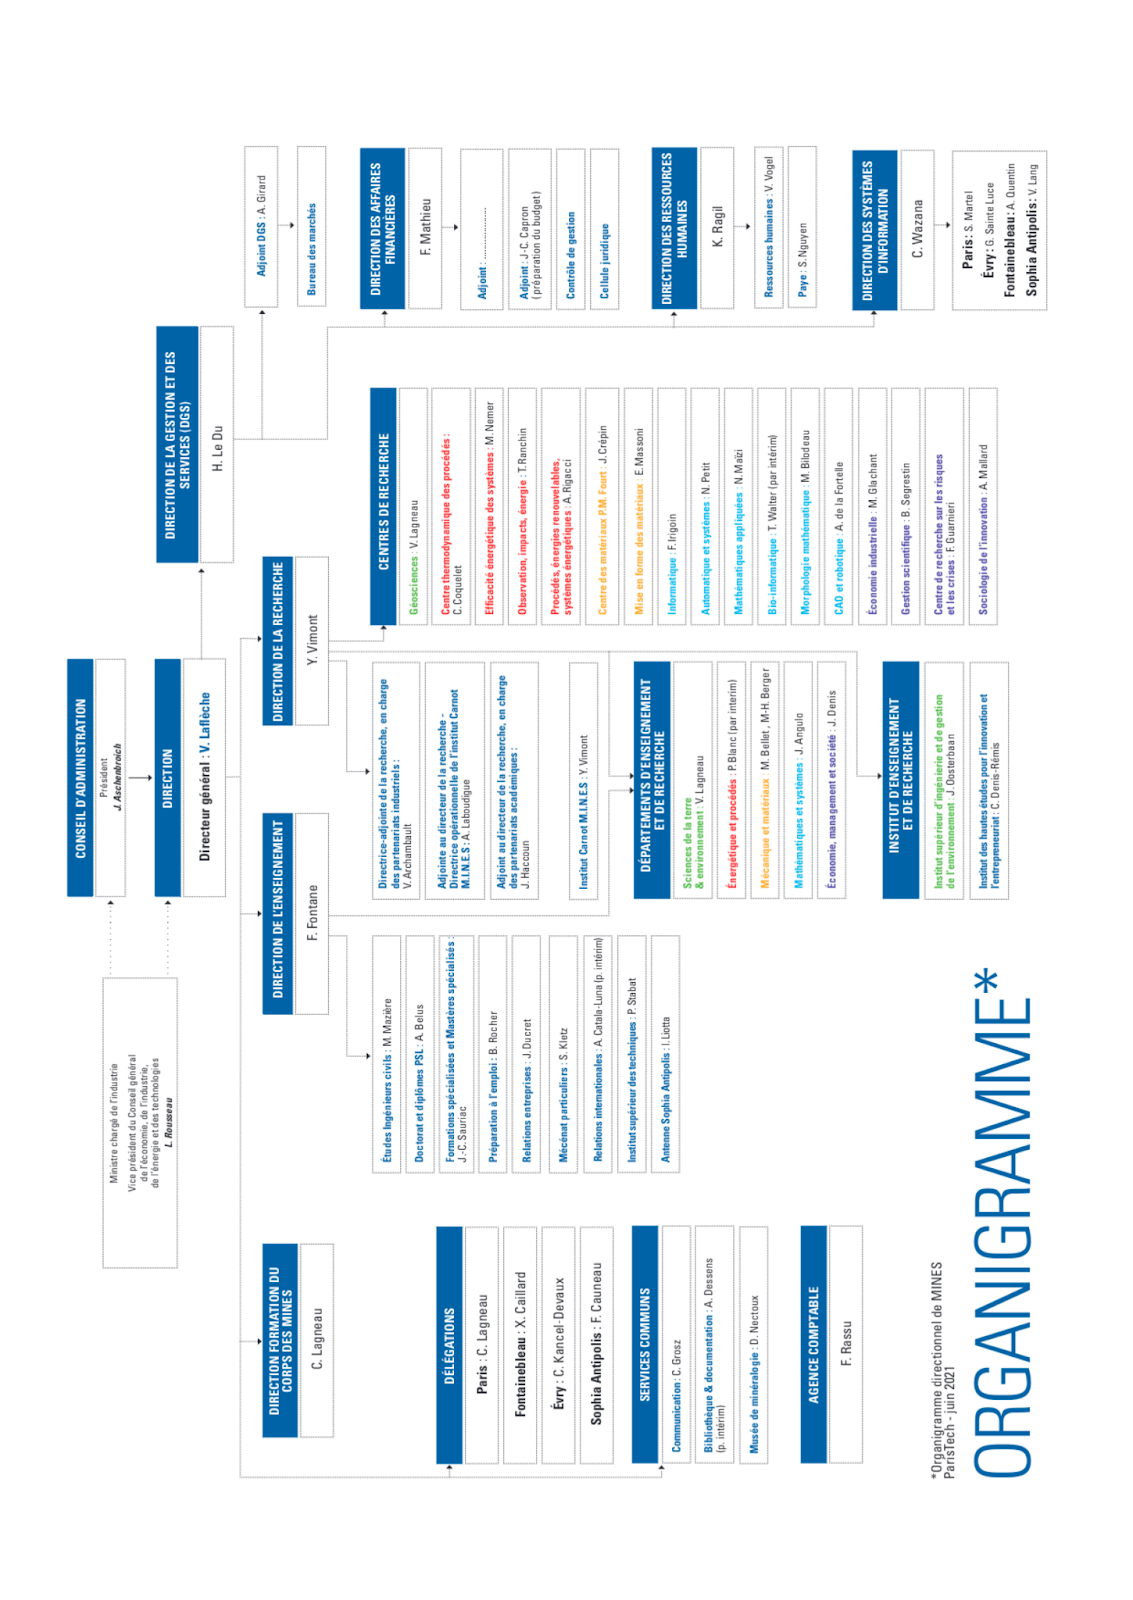 CONSEIL D'ADMINISTRATION
Président
J. Aschenbroich
Ministre chargé de l'industrie
Vice président du Conseil général
de l'économie, de l'industrie,
de l'énergie et des technologies
L. Rousseau
DIRECTION
Directeur général : V. Laflèche
DIRECTION DE LA GESTION ET DES
SERVICES (DGS)
H. Le Du
Adjoint DGS : A. Girard
Bureau des marchés
DIRECTION FORMATION DU
CORPS DES MINES
C. Lagneau
DIRECTION DE L'ENSEIGNEMENT
F. Fontane
DIRECTION DE LA RECHERCHE
Y. Vimont
DÉLÉGATIONS
Paris : C. Lagneau
Fontainebleau : X. Caillard
Évry : C. Kancel-Devaux
Sophia Antipolis : F. Cauneau
SERVICES COMMUNS
Communication : C. Grosz
Bibliothèque & documentation : A. Dessens
(p. intérim)
Musée de minéralogie : D. Nectoux
AGENCE COMPTABLE
F. Rassu
Études Ingénieurs civils : M. Mazière
Doctorat et diplômes PSL : A. Belus
Formations spécialisées et Mastères spécialisés :
J.-C. Sauriac
Préparation à l'emploi : B. Rocher
Relations entreprises : J. Ducret
Mécénat particuliers : S. Kletz
Relations internationales : A. Catala-Luna (p. intérim)
Institut supérieur des techniques : P. Stabat
Antenne Sophia Antipolis : I. Liotta
Directrice-adjointe de la recherche, en charge
des partenariats industriels :
V. Archambault
Adjointe au directeur de la recherche -
Directrice opérationnelle de l'institut Carnot
M.I.N.E.S : A. Laboudigue
Adjoint au directeur de la recherche, en charge
des partenariats académiques :
J. Haccoun
Institut Carnot M.I.N.E.S : Y. Vimont
DÉPARTEMENTS D'ENSEIGNEMENT
ET DE RECHERCHE
Sciences de la terre
& environnement : V. Lagneau
Énergétique et procédés : P. Blanc (par interim)
Mécanique et matériaux : M. Bellet , M-H. Berger
Mathématiques et systèmes : J. Angulo
Économie, management et société : J. Denis
INSTITUT D'ENSEIGNEMENT
ET DE RECHERCHE
Institut supérieur d'ingénierie et de gestion
de l'environnement : J. Oosterbaan
Institut des hautes études pour l'innovation et
l'entrepreneuriat : C. Denis-Rémis
CENTRES DE RECHERCHE
Géosciences : V. Lagneau
Centre thermodynamique des procédés :
C. Coquelet
Efficacité énergétique des systèmes : M. Nemer
Observation, impacts, énergie : T. Ranchin
Procédés, énergies renouvelables,
systèmes énergétiques : A. Rigacci
Centre des matériaux P.M. Fourt : J. Crépin
Mise en forme des matériaux : E. Massoni
Informatique : F. Irigoin
Automatique et systèmes : N. Petit
Mathématiques appliquées : N. Maïzi
Bio-informatique : T. Walter (par intérim)
Morphologie mathématique : M. Bilodeau
CAO et robotique : A. de la Fortelle
Économie industrielle : M. Glachant
Gestion scientifique : B. Segrestin
Centre de recherche sur les risques
et les crises : F. Guarnieri
Sociologie de l'innovation : A. Mallard
DIRECTION DES AFFAIRES
FINANCIÈRES
F. Mathieu
Adjoint : .....................
Adjoint : J-C. Capron
(préparation du budget)
Contrôle de gestion
Cellule juridique
DIRECTION DES RESSOURCES
HUMAINES
K. Ragil
Ressources humaines : V. Vogel
Paye : S. Nguyen
DIRECTION DES SYSTÈMES
D'INFORMATION
C. Wazana
Paris : S. Martel
Évry : G. Sainte Luce
Fontainebleau : A. Quentin
Sophia Antipolis : V. Lang
*Organigramme directionnel de MINES
ParisTech - juin 2021
ORGANIGRAMME*